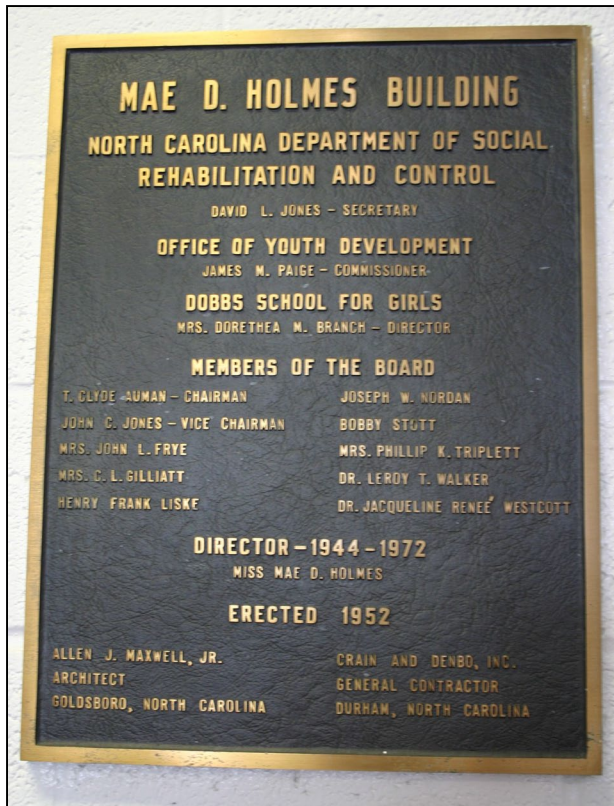 MAE D. HOLMES BUILDING
NORTH CAROLINA DEPARTMENT OF SOCIAL
REHABILITATION AND CONTROL
DAVID L. JONES – SECRETARY
OFFICE OF YOUTH DEVELOPMENT
JAMES M. PAIGE – COMMISSIONER
DOBBS SCHOOL FOR GIRLS
MRS. DORETHEA M. BRANCH – DIRECTOR
MEMBERS OF THE BOARD
T. CLYDE AUMAN – CHAIRMAN
JOHN C. JONES – VICE CHAIRMAN
MRS. JOHN L. FRYE
MRS. C. L. GILLIATT
HENRY FRANK LISKE
JOSEPH W. NORDAN
BOBBY STOTT
MRS. PHILLIP K. TRIPLETT
DR. LEROY T. WALKER
DR. JACQUELINE RENEÉ WESTCOTT
DIRECTOR – 1944 – 1972
MISS MAE D. HOLMES
ERECTED 1952
ALLEN J. MAXWELL, JR.
ARCHITECT
GOLDSBORO, NORTH CAROLINA
CRAIN AND DENBO, INC.
GENERAL CONTRACTOR
DURHAM, NORTH CAROLINA